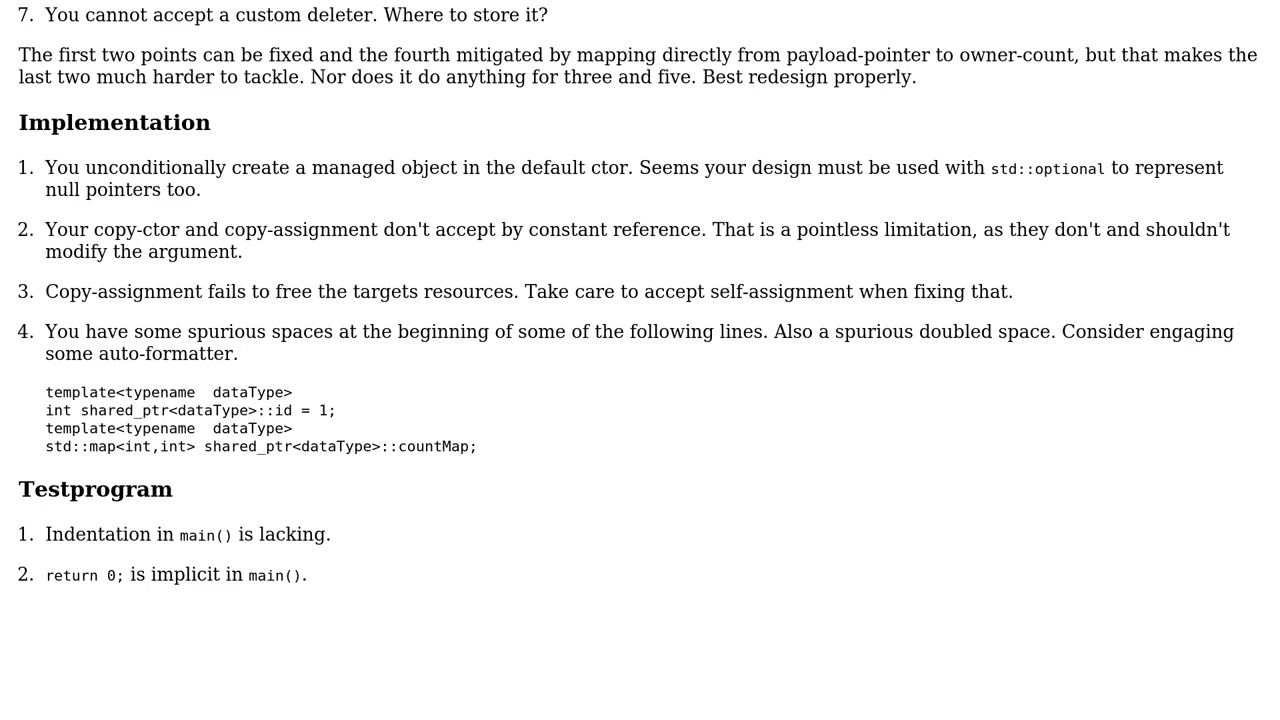 7. You cannot accept a custom deleter. Where to store it?
The first two points can be fixed and the fourth mitigated by mapping directly from payload-pointer to owner-count, but that makes the
last two much harder to tackle. Nor does it do anything for three and five. Best redesign properly.
Implementation
1. You unconditionally create a managed object in the default ctor. Seems your design must be used with std::optional to represent
null pointers too.
2. Your copy-ctor and copy-assignment don't accept by constant reference. That is a pointless limitation, as they don't and shouldn't
modify the argument.
3. Copy-assignment fails to free the targets resources. Take care to accept self-assignment when fixing that.
4. You have some spurious spaces at the beginning of some of the following lines. Also a spurious doubled space. Consider engaging
some auto-formatter.
template<typename  dataType>
int shared_ptr<dataType>::id = 1;
template<typename  dataType>
std::map<int,int> shared_ptr<dataType>::countMap;
Testprogram
1. Indentation in main() is lacking.
2. return 0; is implicit in main().